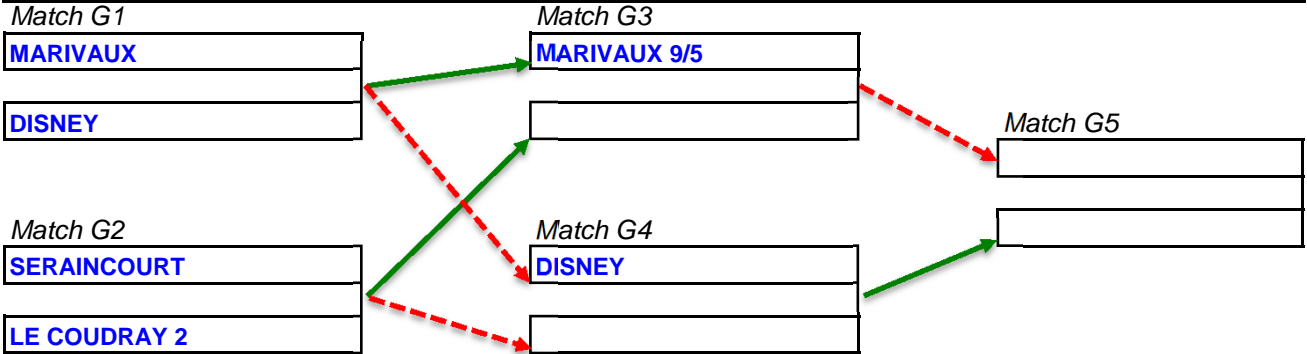 Match G1
MARIVAUX
DISNEY
Match G2
SERAINCOURT
LE COUDRAY 2
Match G3
MARIVAUX 9/5
Match G4
DISNEY
Match G5